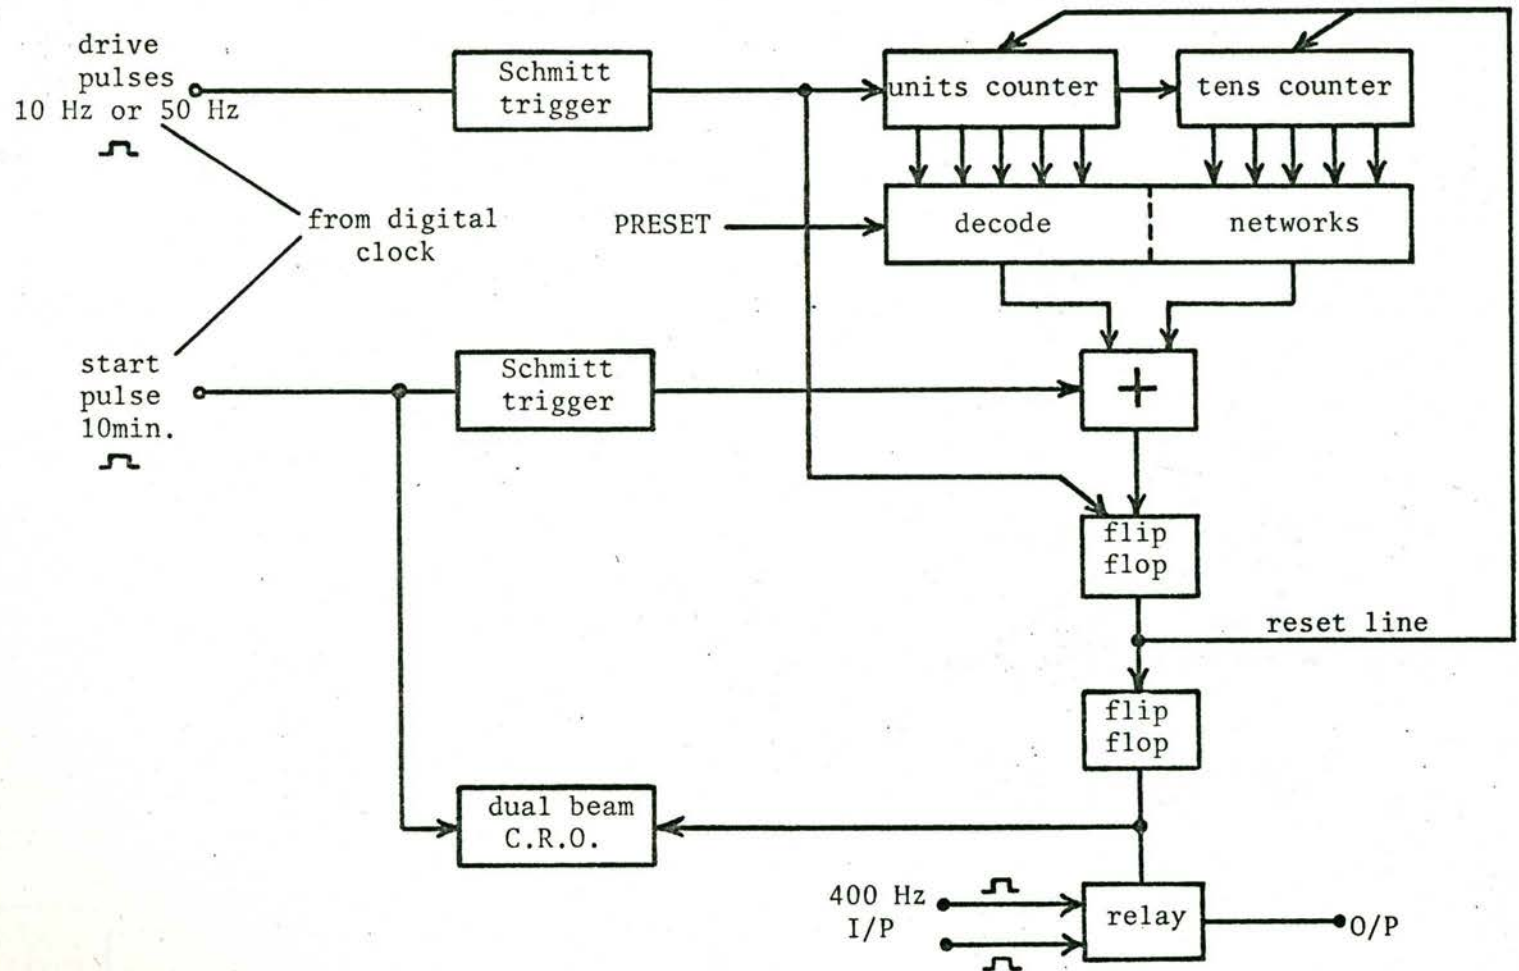 drive
pulses
10 Hz or 50 Hz
Schmitt
trigger
units counter
tens counter
from digital
clock
PRESET
decode
networks
start
pulse
10min.
Schmitt
trigger
+
flip
flop
reset line
flip
flop
dual beam
C.R.O.
400 Hz
I/P
relay
O/P